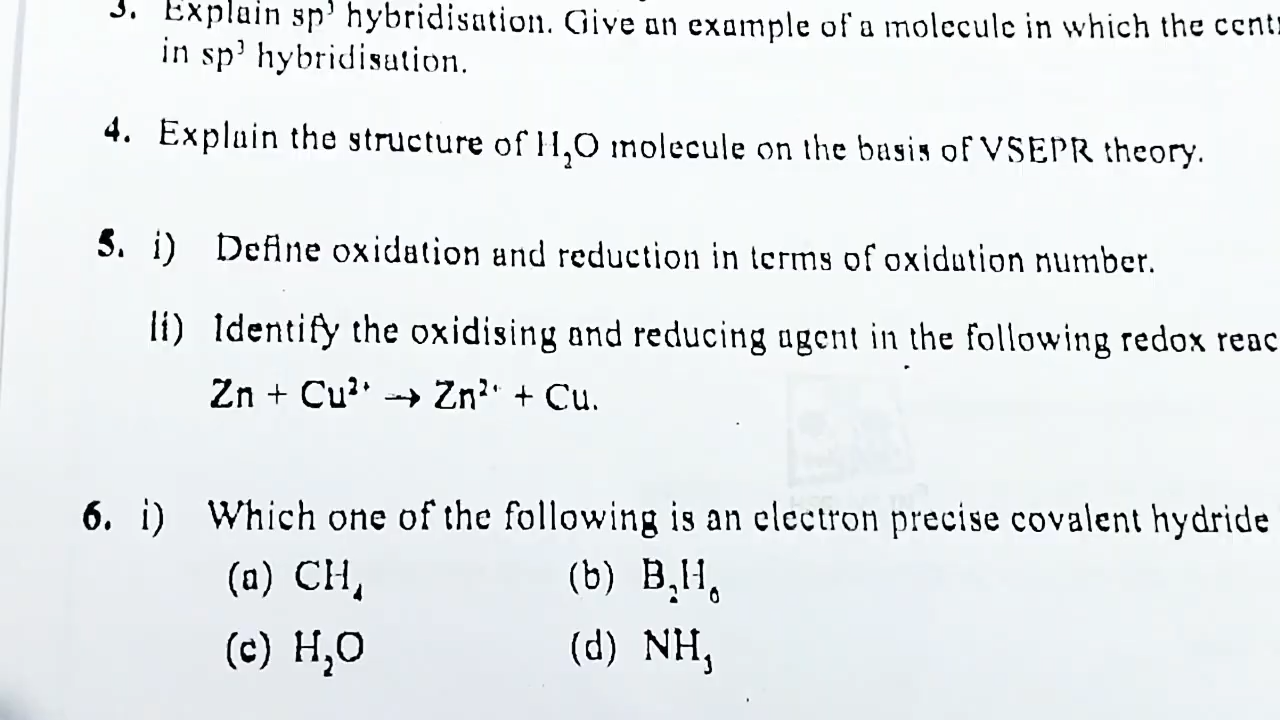 3. Explain sp³ hybridisation. Give an example of a molecule in which the
in sp³ hybridisation.
4. Explain the structure of H₂O molecule on the basis of VSEPR theory.
5. i) Define oxidation and reduction in terms of oxidation number.
ii) Identify the oxidising and reducing agent in the following redox
Zn + Cu²⁺ → Zn²⁺ + Cu.
6. i) Which one of the following is an electron precise covalent hydride
(a) CH₄ (b) B₂H₆
(c) H₂O (d) NH₃